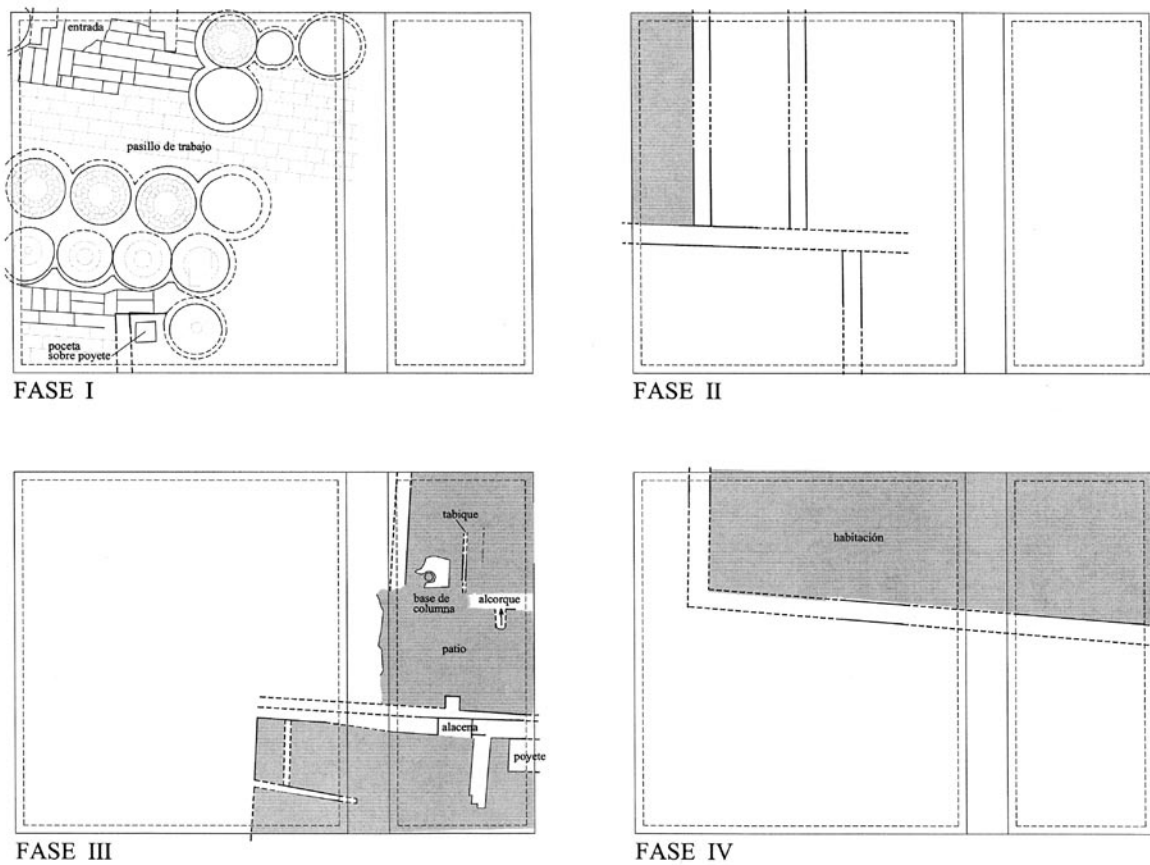 entrada
pasillo de trabajo
poceta
sobre poyete
FASE I
FASE II
tabique
base de
columna
alcorque
patio
alacena
poyete
FASE III
habitación
FASE IV